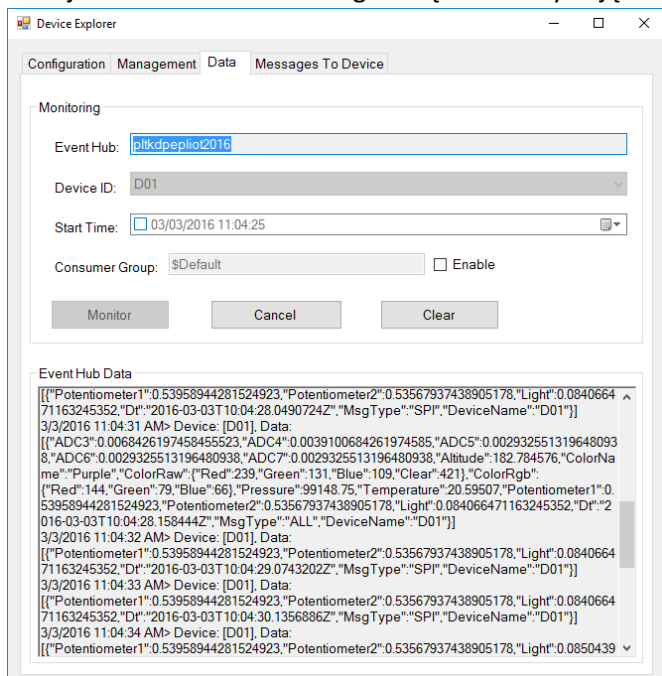 Device Explorer
Configuration Management Data Messages To Device
Monitoring
Event Hub: pltkdpepliot2016
Device ID: D01
Start Time: 03/03/2016 11:04:25
Consumer Group: $Default Enable
Monitor Cancel Clear
Event Hub Data
[{"Potentiometer1":0.53958944281524923,"Potentiometer2":0.53567937438905178,"Light":0.0840664
71163245352,"Dt":"2016-03-03T10:04:28.0490724Z","MsgType":"SPI","DeviceName":"D01"}]
3/3/2016 11:04:31 AM> Device: [D01], Data:
[{"ADC3":0.0068426197458455523,"ADC4":0.0039100684261974585,"ADC5":0.002932551319648093
8,"ADC6":0.0029325513196480938,"ADC7":0.0029325513196480938,"Altitude":182.784576,"ColorNa
me":"Purple","ColorRaw":{"Red":239,"Green":131,"Blue":109,"Clear":421},"ColorRgb":
{"Red":144,"Green":79,"Blue":66},"Pressure":99148.75,"Temperature":20.59507,"Potentiometer1":0.
53958944281524923,"Potentiometer2":0.53567937438905178,"Light":0.084066471163245352,"Dt":"2
016-03-03T10:04:28.158444Z","MsgType":"ALL","DeviceName":"D01"}]
3/3/2016 11:04:32 AM> Device: [D01], Data:
[{"Potentiometer1":0.53958944281524923,"Potentiometer2":0.53567937438905178,"Light":0.0840664
71163245352,"Dt":"2016-03-03T10:04:29.0743202Z","MsgType":"SPI","DeviceName":"D01"}]
3/3/2016 11:04:33 AM> Device: [D01], Data:
[{"Potentiometer1":0.53958944281524923,"Potentiometer2":0.53567937438905178,"Light":0.0840664
71163245352,"Dt":"2016-03-03T10:04:30.1356886Z","MsgType":"SPI","DeviceName":"D01"}]
3/3/2016 11:04:34 AM> Device: [D01], Data:
[{"Potentiometer1":0.53958944281524923,"Potentiometer2":0.53567937438905178,"Light":0.0850439